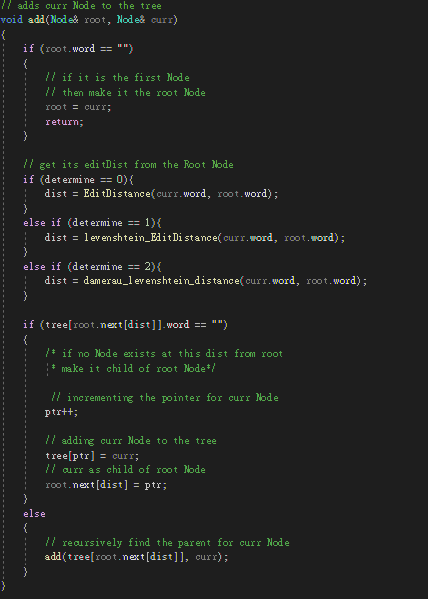 // adds curr Node to the tree
void add(Node& root, Node& curr)
{
    if (root.word == "")
    {
        // if it is the first Node
        // then make it the root Node
        root = curr;
        return;
    }

    // get its editDist from the Root Node
    if (determine == 0){
        dist = EditDistance(curr.word, root.word);
    }
    else if (determine == 1){
        dist = levenshtein_EditDistance(curr.word, root.word);
    }
    else if (determine == 2){
        dist = damerau_levenshtein_distance(curr.word, root.word);
    }

    if (tree[root.next[dist]].word == "")
    {
        /* if no Node exists at this dist from root
        * make it child of root Node*/

        // incrementing the pointer for curr Node
        ptr++;

        // adding curr Node to the tree
        tree[ptr] = curr;
        // curr as child of root Node
        root.next[dist] = ptr;
    }
    else
    {
        // recursively find the parent for curr Node
        add(tree[root.next[dist]], curr);
    }
}